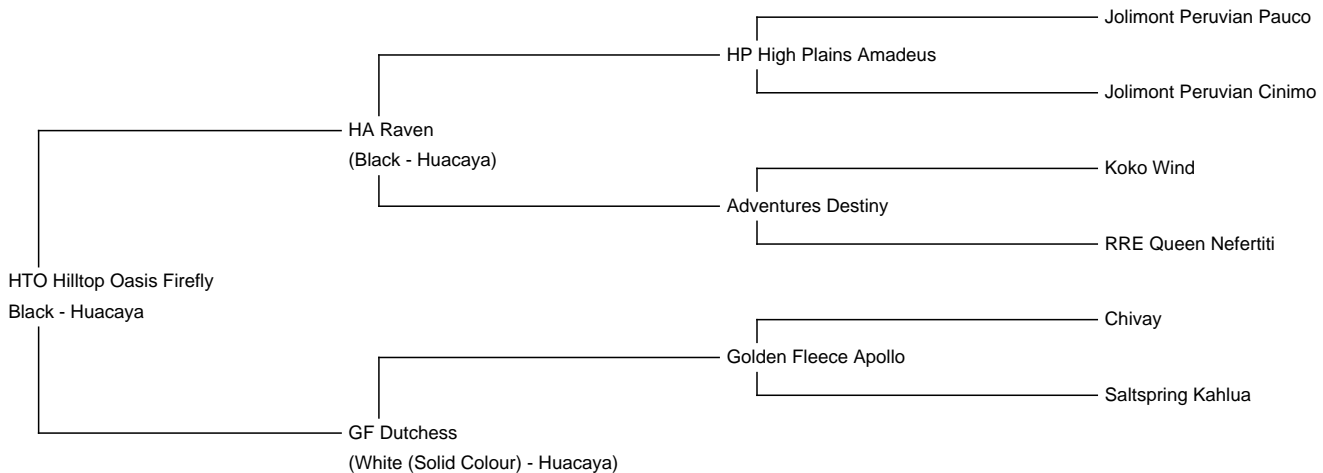 Jolimont Peruvian Pauco
HP High Plains Amadeus
Jolimont Peruvian Cinimo
HA Raven
(Black - Huacaya)
Koko Wind
Adventures Destiny
RRE Queen Nefertiti
HTO Hilltop Oasis Firefly
Black - Huacaya
Chivay
Golden Fleece Apollo
Saltspring Kahlua
GF Dutchess
(White (Solid Colour) - Huacaya)